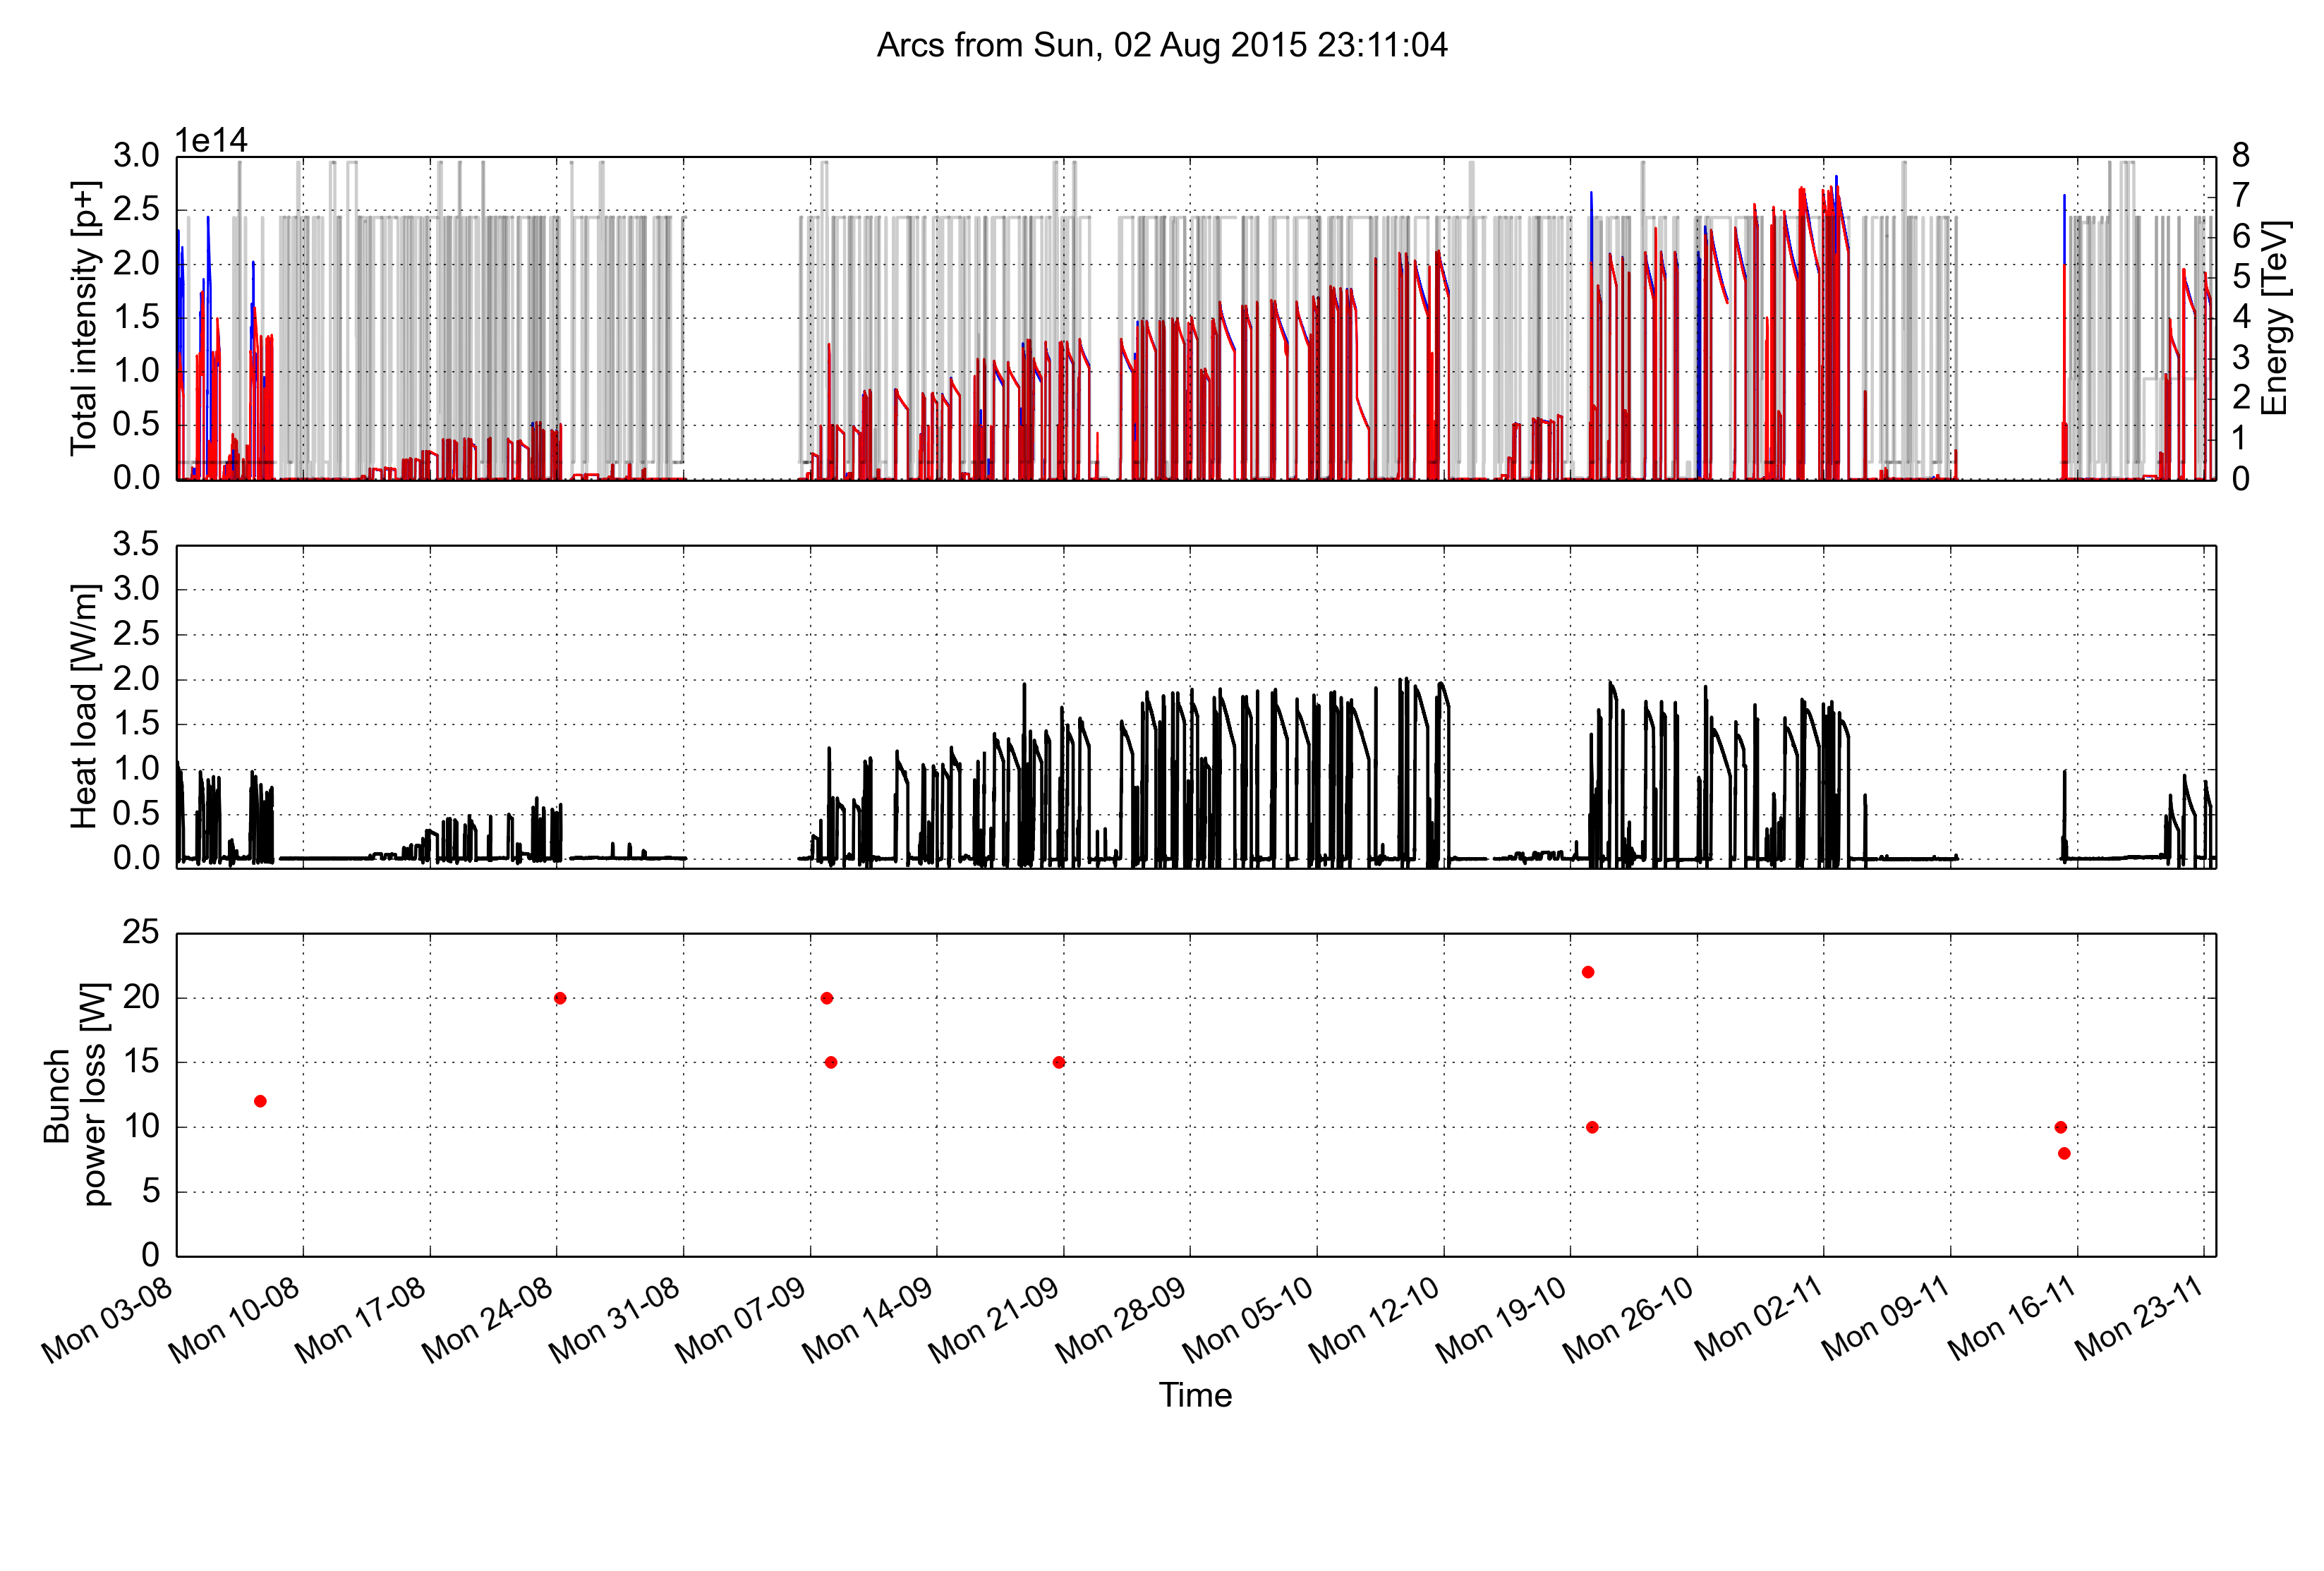 Arcs from Sun, 02 Aug 2015 23:11:04
1e14
3.0
2.5
2.0
1.5
1.0
0.5
0.0
Total intensity [p+]
8
7
6
5
4
3
2
1
0
Energy [TeV]
3.5
3.0
2.5
2.0
1.5
1.0
0.5
0.0
Heat load [W/m]
25
20
15
10
5
0
Bunch
power loss [W]
Mon 03-08
Mon 10-08
Mon 17-08
Mon 24-08
Mon 31-08
Mon 07-09
Mon 14-09
Mon 21-09
Mon 28-09
Mon 05-10
Mon 12-10
Mon 19-10
Mon 26-10
Mon 02-11
Mon 09-11
Mon 16-11
Mon 23-11
Time